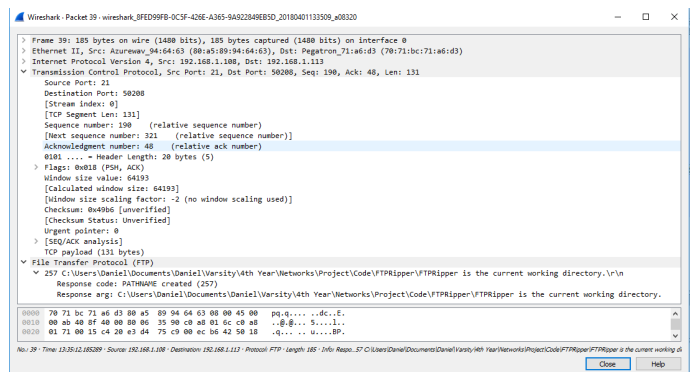 Wireshark · Packet 39 · wireshark_8FED99FB-0C5F-426E-A365-9A922849EB5D_20180401133509_a08320
> Frame 39: 185 bytes on wire (1480 bits), 185 bytes captured (1480 bits) on interface 0
> Ethernet II, Src: Azurewav_94:64:63 (80:a5:89:94:64:63), Dst: Pegatron_71:a6:d3 (70:71:bc:71:a6:d3)
> Internet Protocol Version 4, Src: 192.168.1.108, Dst: 192.168.1.113
Transmission Control Protocol, Src Port: 21, Dst Port: 50208, Seq: 190, Ack: 48, Len: 131
Source Port: 21
Destination Port: 50208
[Stream index: 0]
[TCP Segment Len: 131]
Sequence number: 190 (relative sequence number)
[Next sequence number: 321 (relative sequence number)]
Acknowledgment number: 48 (relative ack number)
0101 .... = Header Length: 20 bytes (5)
> Flags: 0x018 (PSH, ACK)
Window size value: 64193
[Calculated window size: 64193]
[Window size scaling factor: -2 (no window scaling used)]
Checksum: 0x49b6 [unverified]
[Checksum Status: Unverified]
Urgent pointer: 0
> [SEQ/ACK analysis]
TCP payload (131 bytes)
File Transfer Protocol (FTP)
257 C:\Users\Daniel\Documents\Daniel\Varsity\4th Year\Networks\Project\Code\FTPRipper\FTPRipper is the current working directory.\r\n
Response code: PATHNAME created (257)
Response arg: C:\Users\Daniel\Documents\Daniel\Varsity\4th Year\Networks\Project\Code\FTPRipper\FTPRipper is the current working directory.
0000 70 71 bc 71 a6 d3 80 a5 89 94 64 63 08 00 45 00 pq.q.... ..dc..E.
0010 00 ab 40 8f 40 00 80 06 35 90 c0 a8 01 6c c0 a8 ..@.@... 5....l..
0020 01 71 00 15 c4 20 e3 d4 75 c9 00 ec b6 42 50 18 .q... .. u....BP.
No.: 39 · Time: 13:35:12,185289 · Source: 192.168.1.108 · Destination: 192.168.1.113 · Protocol: FTP · Length: 185 · Info: Respo...57 C:\Users\Daniel\Documents\Daniel\Varsity\4th Year\Networks\Project\Code\FTPRipper\FTPRipper is the current working di
Close Help